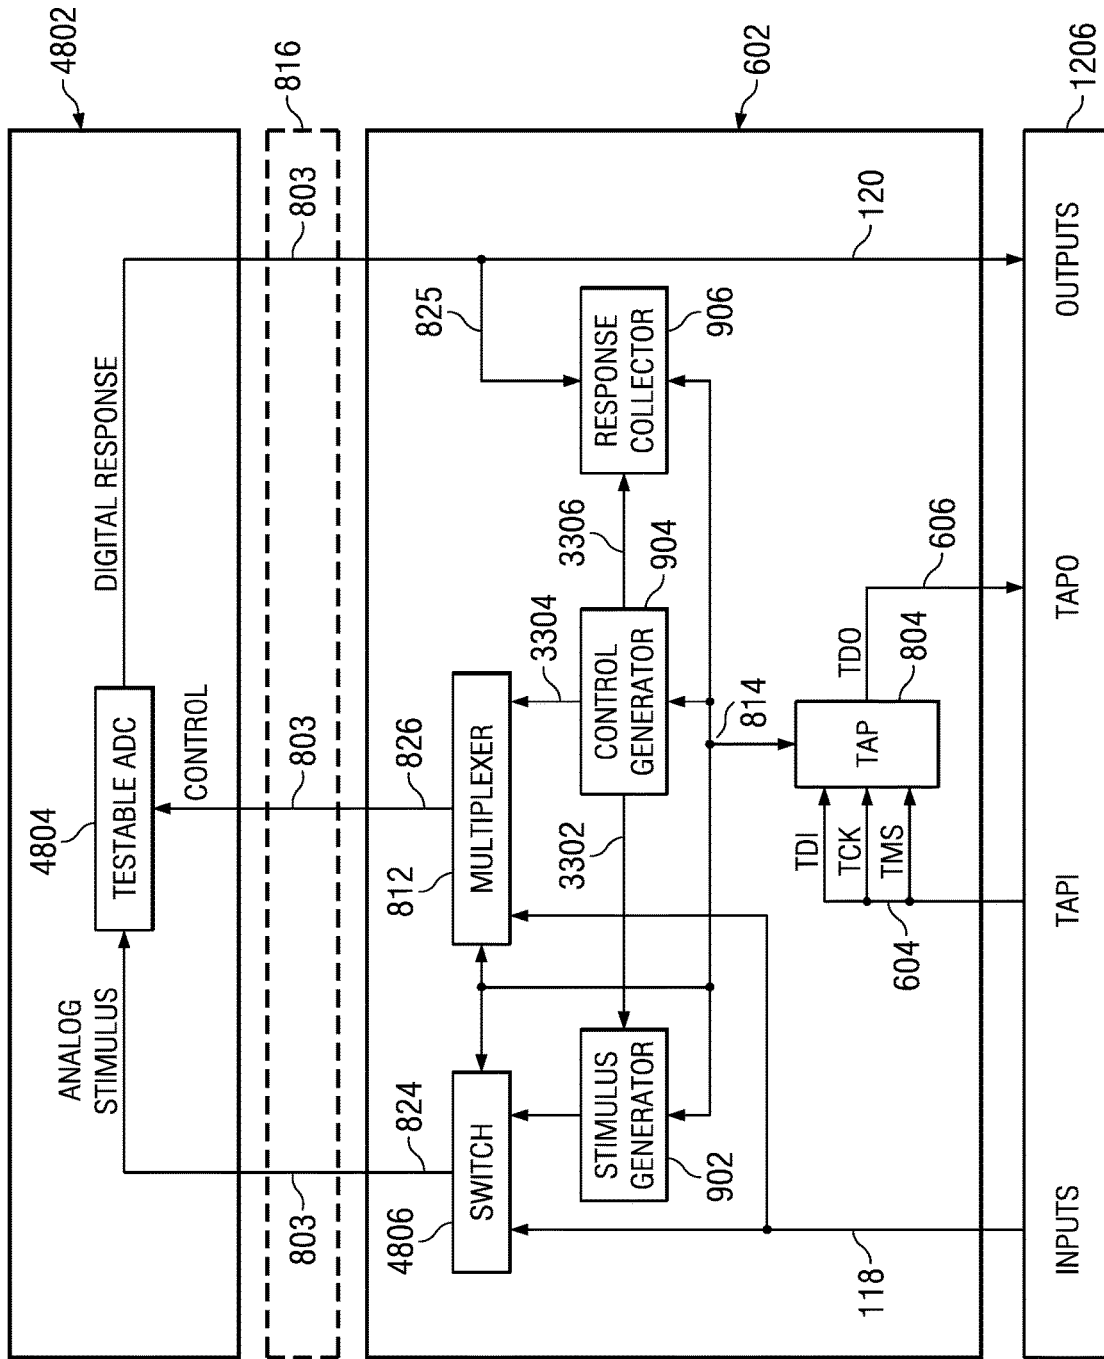 4802
816
602
1206
4804
TESTABLE ADC
ANALOG
STIMULUS
CONTROL
DIGITAL RESPONSE
803
803
803
824
826
4806
SWITCH
812
MULTIPLEXER
825
120
STIMULUS
GENERATOR
902
3302
3304
CONTROL
GENERATOR
904
3306
RESPONSE
COLLECTOR
906
814
TAP
804
TDI
TCK
TMS
604
TDO
606
118
INPUTS
TAPI
TAPO
OUTPUTS